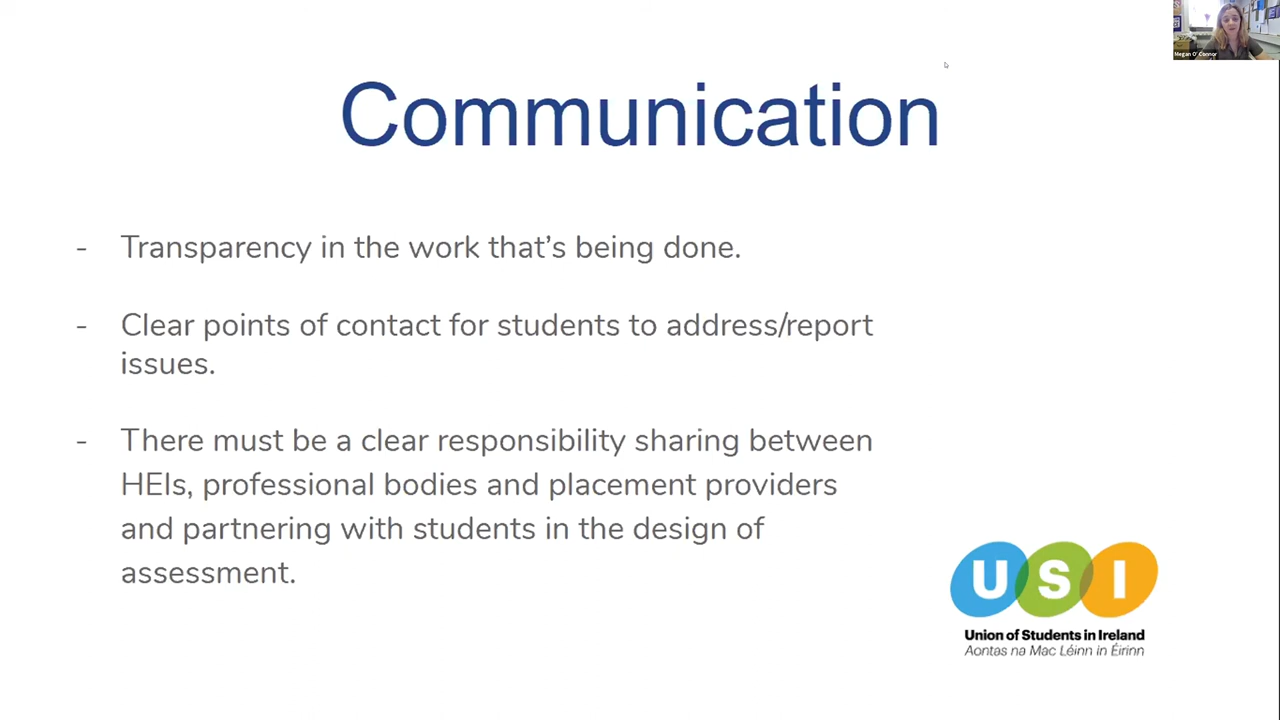 Megan O' Connor
Communication
- Transparency in the work that's being done.
- Clear points of contact for students to address/report
issues.
- There must be a clear responsibility sharing between
HEIs, professional bodies and placement providers
and partnering with students in the design of
assessment.
USI
Union of Students in Ireland
Aontas na Mac Léinn in Éirinn